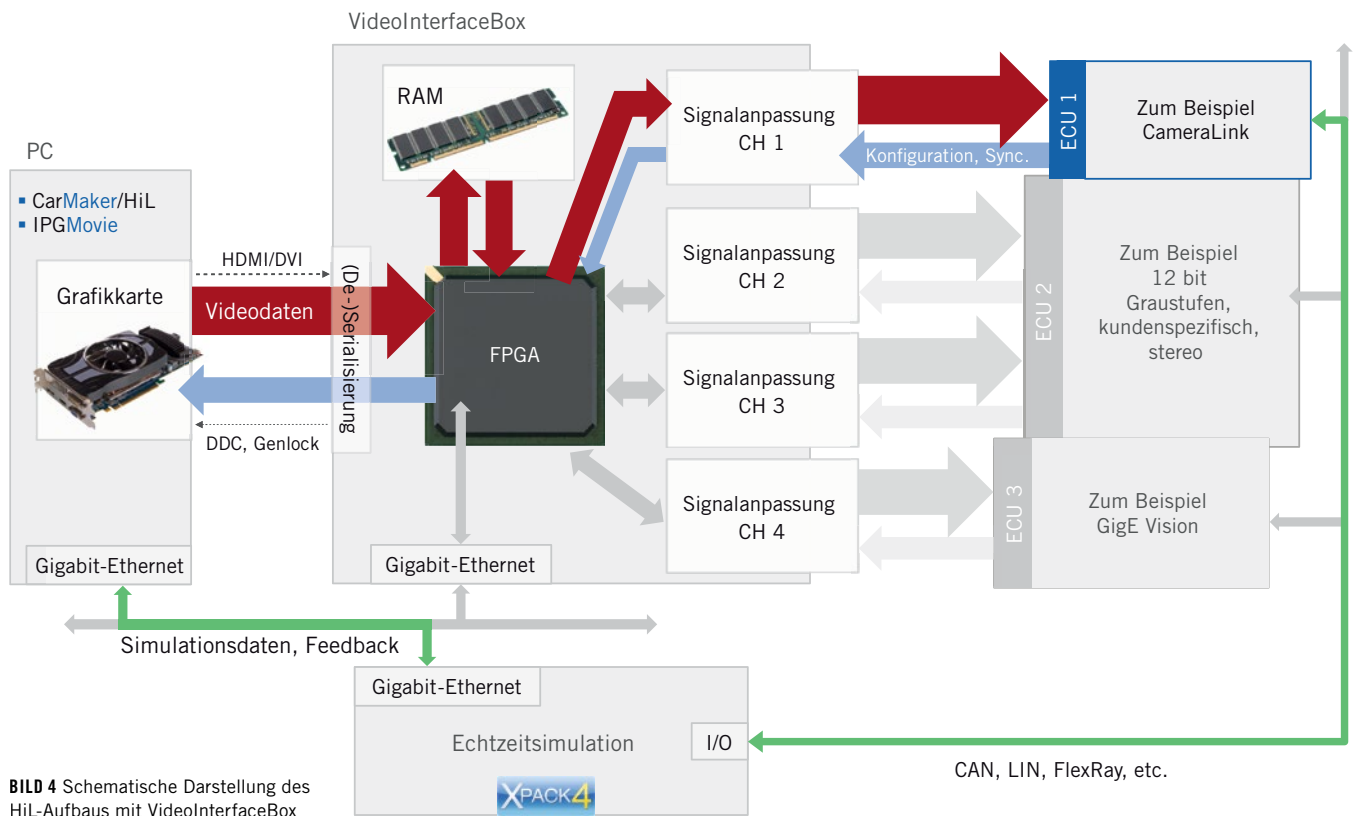 VideoInterfaceBox
PC
▪ CarMaker/HiL
▪ IPGMovie
Grafikkarte
HDMI/DVI
Videodaten
DDC, Genlock
(De-)Serialisierung
RAM
FPGA
Signalanpassung
CH 1
Signalanpassung
CH 2
Signalanpassung
CH 3
Signalanpassung
CH 4
Konfiguration, Sync.
ECU 1
Zum Beispiel
CameraLink
ECU 2
Zum Beispiel
12 bit
Graustufen,
kundenspezifisch,
stereo
ECU 3
Zum Beispiel
GigE Vision
Gigabit-Ethernet
Gigabit-Ethernet
Simulationsdaten, Feedback
Gigabit-Ethernet
Echtzeitsimulation
I/O
XPACK4
CAN, LIN, FlexRay, etc.
BILD 4 Schematische Darstellung des
HiL-Aufbaus mit VideoInterfaceBox